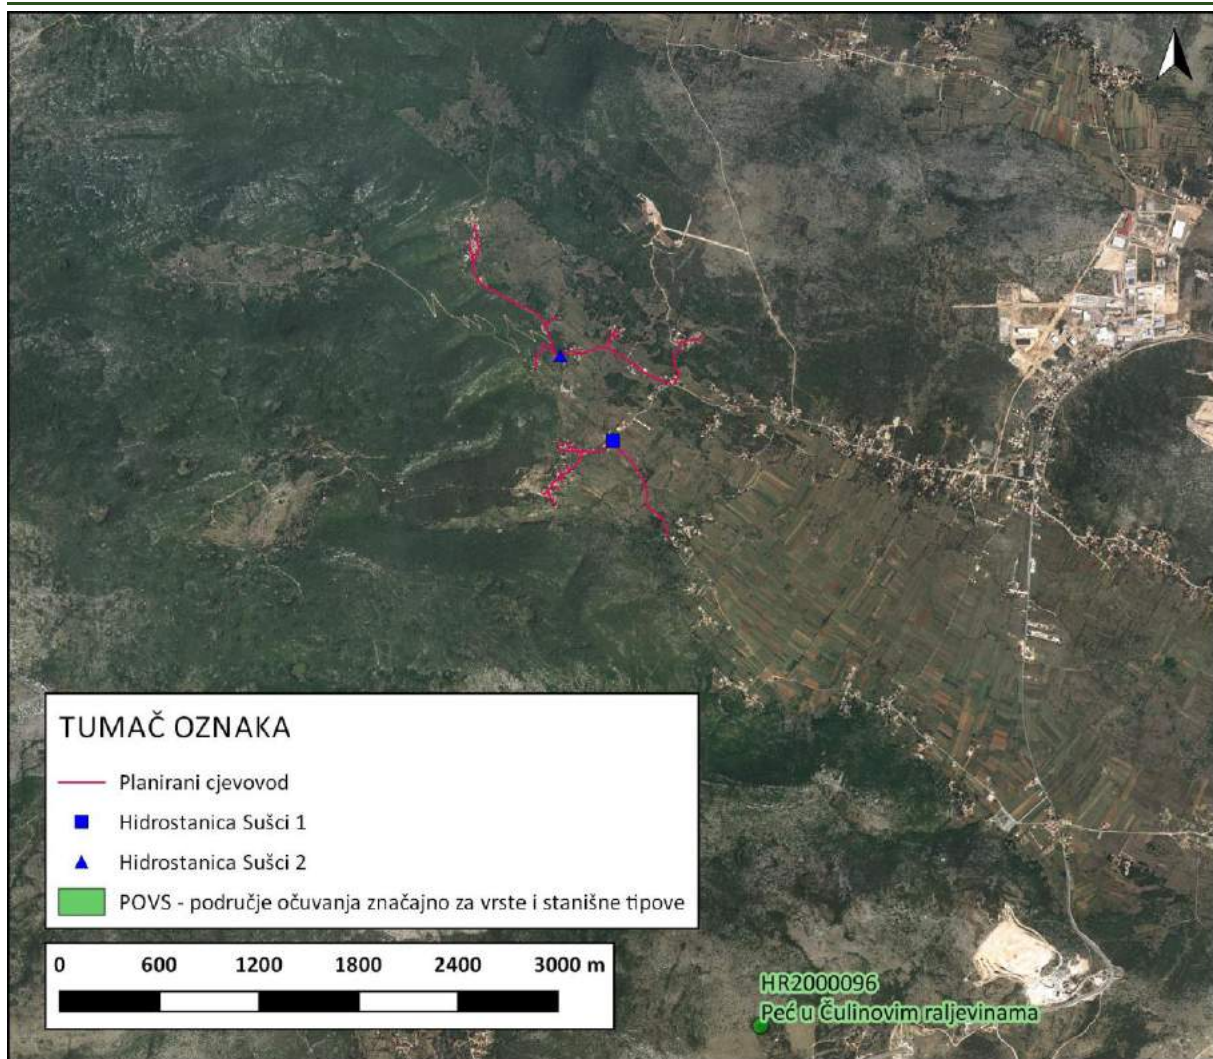 TUMAČ OZNAKA
Planirani cjevovod
Hidrostanica Sušci 1
Hidrostanica Sušci 2
POVS - područje očuvanja značajno za vrste i stanišne tipove
0 600 1200 1800 2400 3000 m
HR2000096
Peć u Čulinovim raljevinama